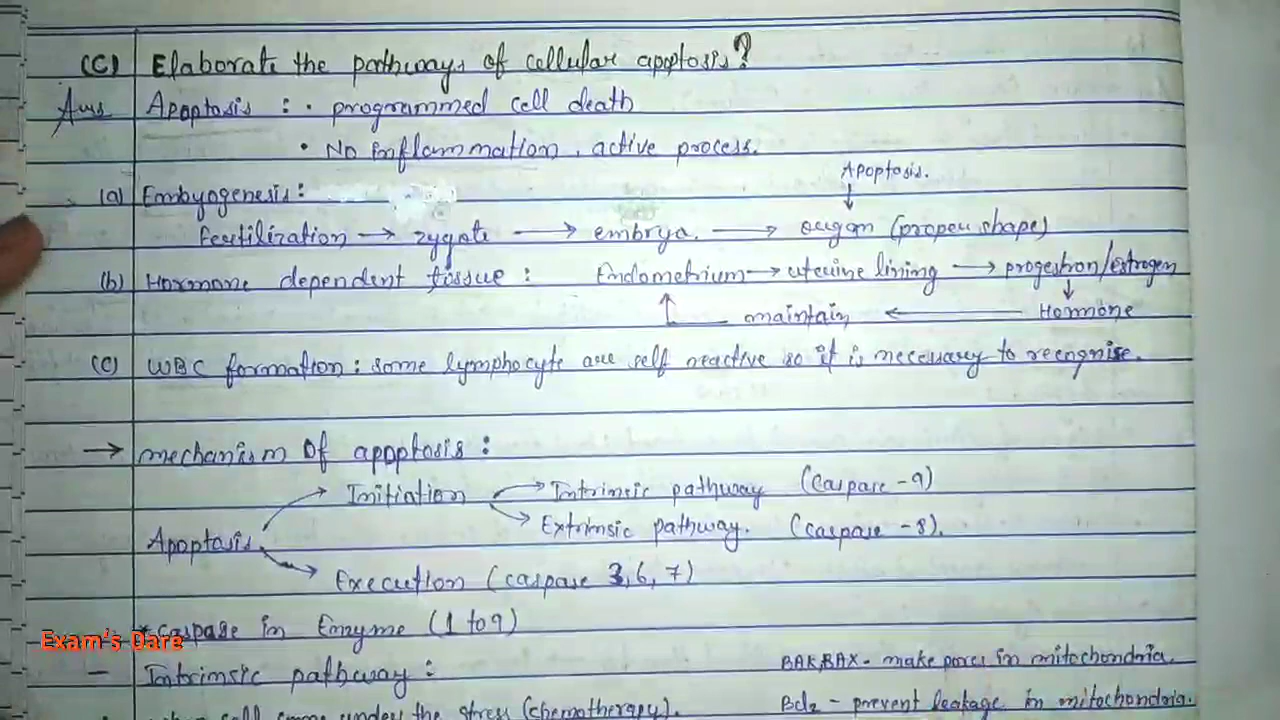 (C) Elaborate the pathways of cellular apoptosis?
Ans Apoptosis : • programmed cell death
• No inflammation, active process.
Apoptosis.
↓
(a) Embyogenesis :
Fertilization → zygote → embryo. → organ (proper shape)
(b) Hormone dependent tissue : Endometrium → uterine lining → progestron/estrogen
↓
↑ maintain ← Hormone
(c) WBC formation : some lymphocyte are self reactive so it is necessary to recognise.
→ mechanism of apoptosis :
Initiation → Intrinsic pathway (caspase -9)
→ Extrinsic pathway. (caspase -8).
Apoptosis
→ Execution (caspase 3, 6, 7)
* caspase in Enzyme (1 to 9)
Exam's Dare
– Intrinsic pathway :
BAK, BAX - make pores in mitochondria.
under the stress (chemotherapy).
Bcl2 - prevent leakage in mitochondria.